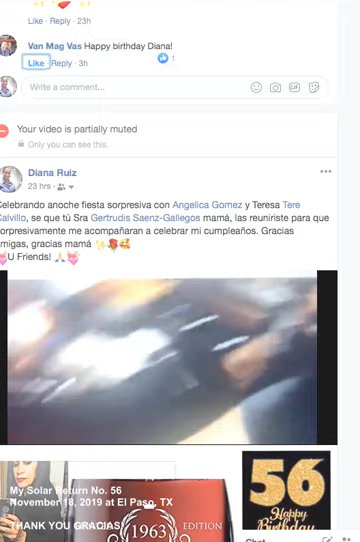 Like · Reply · 23h
Van Mag Vas Happy birthday Diana!
Like · Reply · 3h
1
Write a comment...
GIF
Your video is partially muted
Only you can see this.
Diana Ruiz
23 hrs ·
Celebrando anoche fiesta sorpresiva con Angelica Gomez y Teresa Tere
Calvillo, se que tú Sra Gertrudis Saenz-Gallegos mamá, las reuniriste para que
sorpresivamente me acompañaran a celebrar mi cumpleaños. Gracias
amigas, gracias mamá ✨🌹🥰
💝U Friends! 🙏💝
My Solar Return No. 56
November 18, 2019 at El Paso, TX
THANK YOU GRACIAS!
1963
EDITION
56
Happy
Birthday
Chat